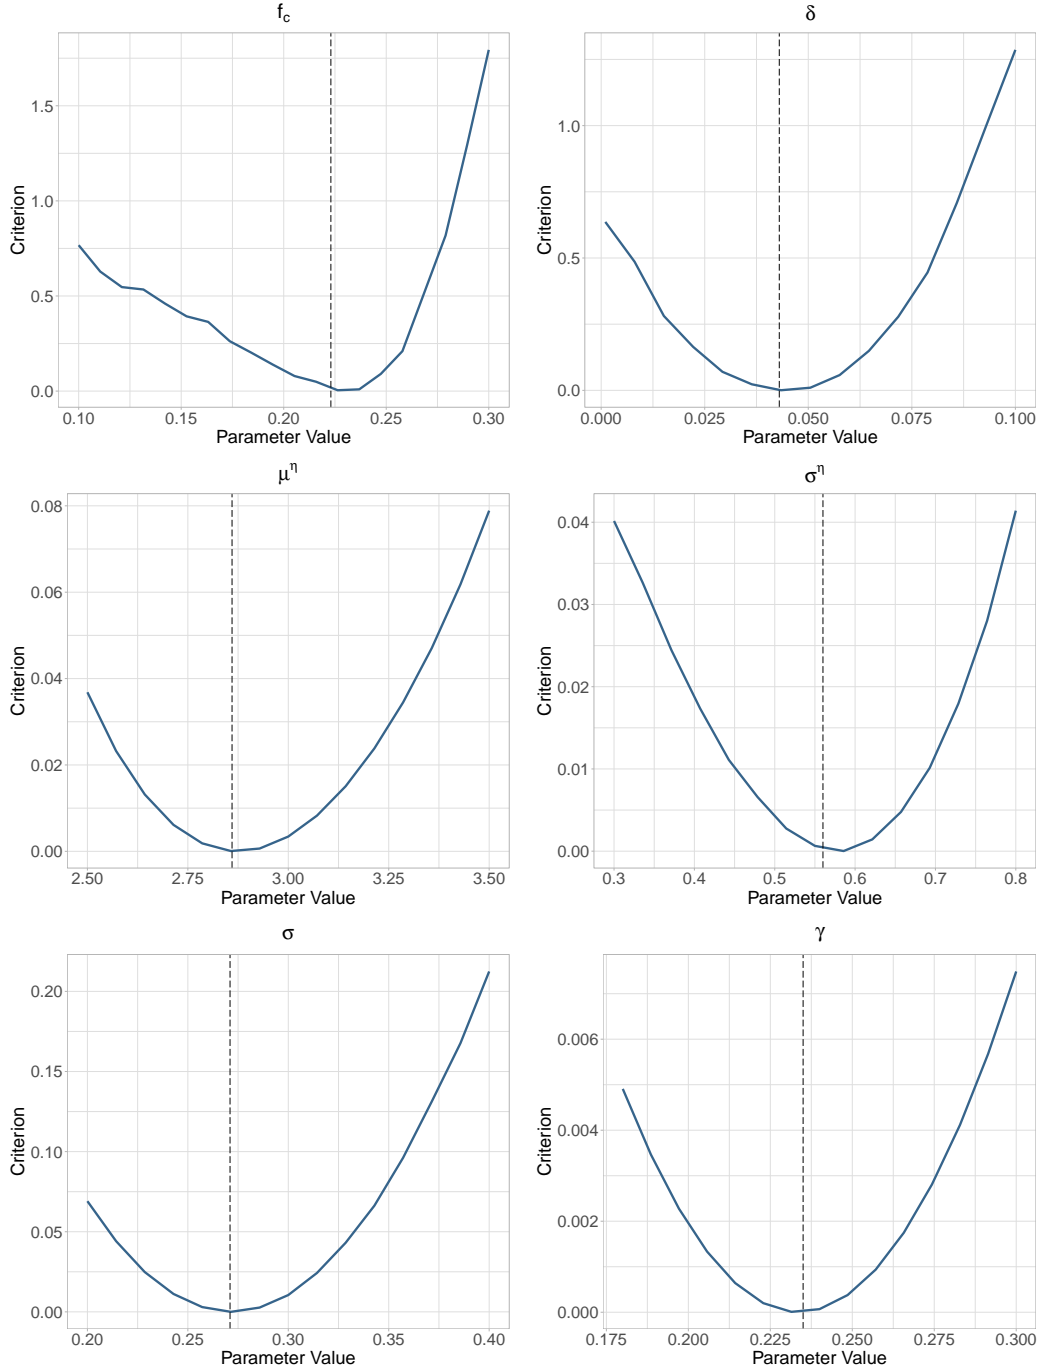 f_c
1.5
1.0
0.5
0.0
0.10 0.15 0.20 0.25 0.30
Criterion
Parameter Value
δ
1.0
0.5
0.0
0.000 0.025 0.050 0.075 0.100
Criterion
Parameter Value
μ^η
0.08
0.06
0.04
0.02
0.00
2.50 2.75 3.00 3.25 3.50
Criterion
Parameter Value
σ^η
0.04
0.03
0.02
0.01
0.00
0.3 0.4 0.5 0.6 0.7 0.8
Criterion
Parameter Value
σ
0.20
0.15
0.10
0.05
0.00
0.20 0.25 0.30 0.35 0.40
Criterion
Parameter Value
γ
0.006
0.004
0.002
0.000
0.175 0.200 0.225 0.250 0.275 0.300
Criterion
Parameter Value